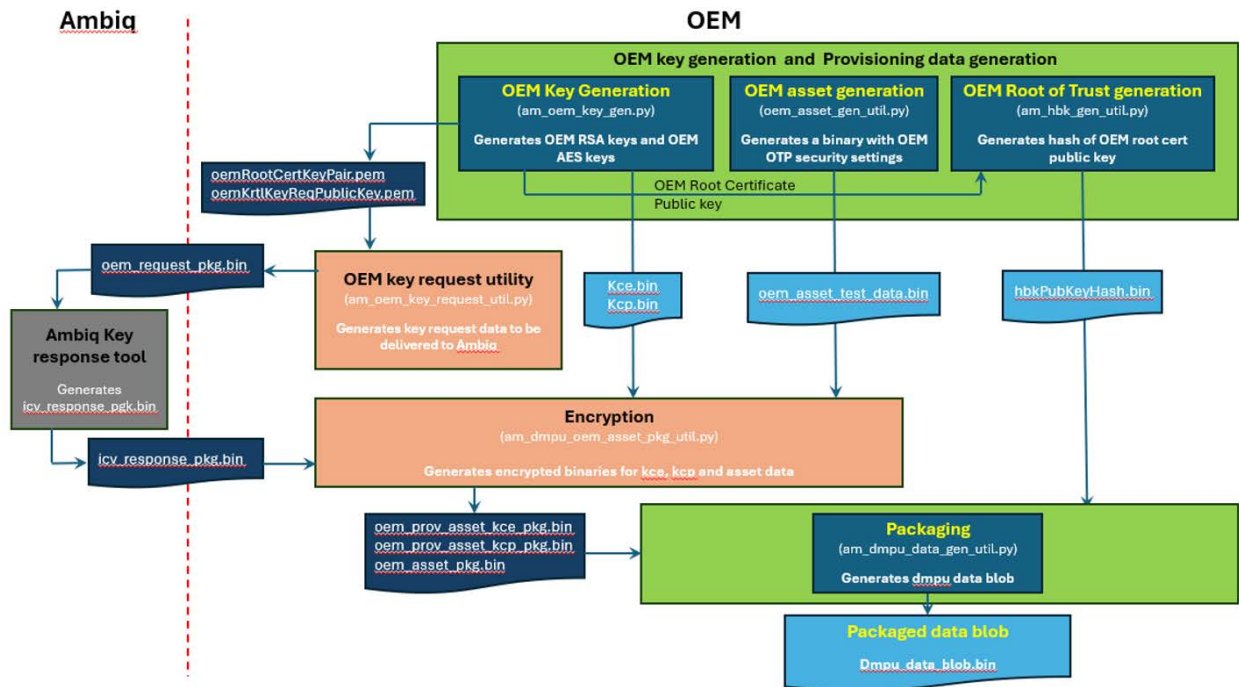 Ambiq
OEM
OEM key generation and Provisioning data generation
OEM Key Generation
(am_oem_key_gen.py)
Generates OEM RSA keys and OEM
AES keys
OEM asset generation
(oem_asset_gen_util.py)
Generates a binary with OEM
OTP security settings
OEM Root of Trust generation
(am_hbk_gen_util.py)
Generates hash of OEM root cert
public key
OEM Root Certificate
Public key
oemRootCertKeyPair.pem
oemKrtlKeyReqPublicKey.pem
oem_request_pkg.bin
OEM key request utility
(am_oem_key_request_util.py)
Generates key request data to be
delivered to Ambiq
Kce.bin
Kcp.bin
oem_asset_test_data.bin
hbkPubKeyHash.bin
Ambiq Key
response tool
Generates
icv_response_pgk.bin
icv_response_pkg.bin
Encryption
(am_dmpu_oem_asset_pkg_util.py)
Generates encrypted binaries for kce, kcp and asset data
oem_prov_asset_kce_pkg.bin
oem_prov_asset_kcp_pkg.bin
oem_asset_pkg.bin
Packaging
(am_dmpu_data_gen_util.py)
Generates dmpu data blob
Packaged data blob
Dmpu_data_blob.bin